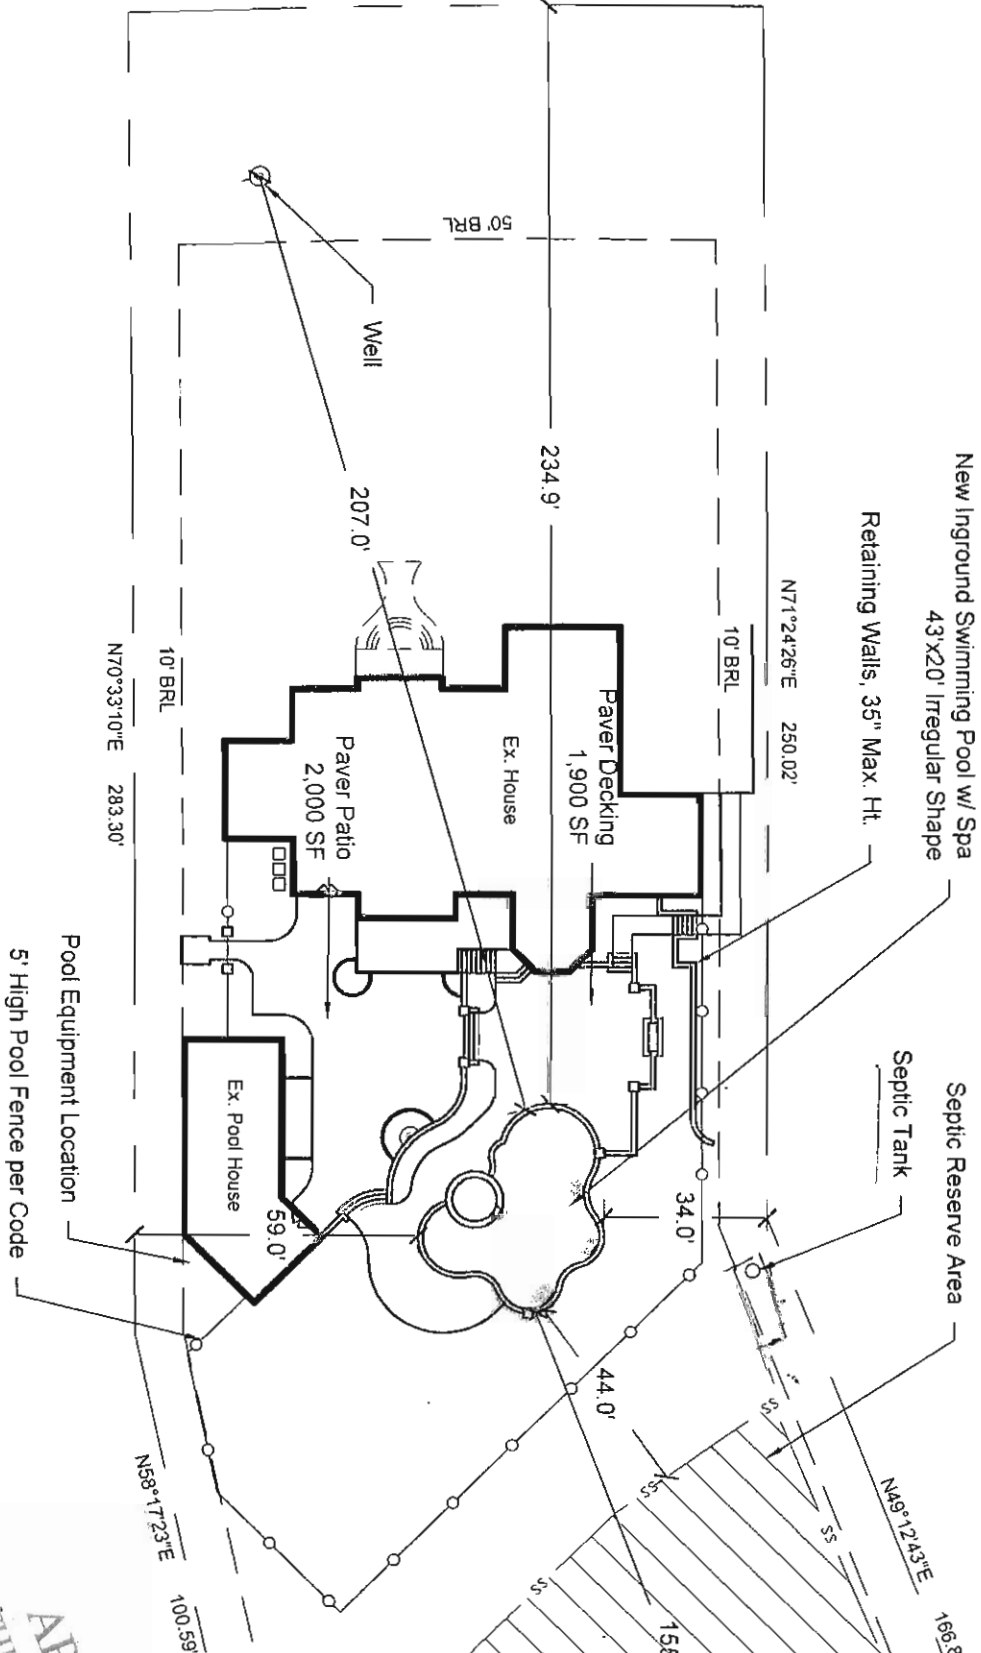 New Inground Swimming Pool w/ Spa
43'x20' Irregular Shape
Retaining Walls, 35" Max. Ht.
Septic Reserve Area
Septic Tank
N71°24'26"E 250.02'
10' BRL
50' BRL
Well
234.9'
207.0'
Paver Decking
1,900 SF
Ex. House
Paver Patio
2,000 SF
34.0'
59.0'
44.0'
Ex. Pool House
10' BRL
N70°33'10"E 283.30'
Pool Equipment Location
5' High Pool Fence per Code
N49°12'43"E 166.8
SS
SS
SS
SS
N58°17'23"E 100.59'